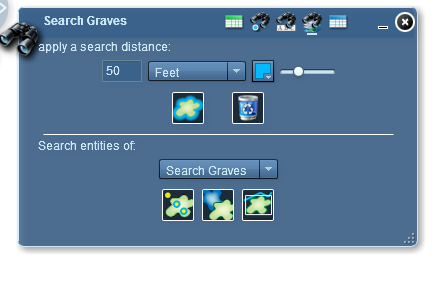 Search Graves
apply a search distance:
50 Feet
Search entities of:
Search Graves